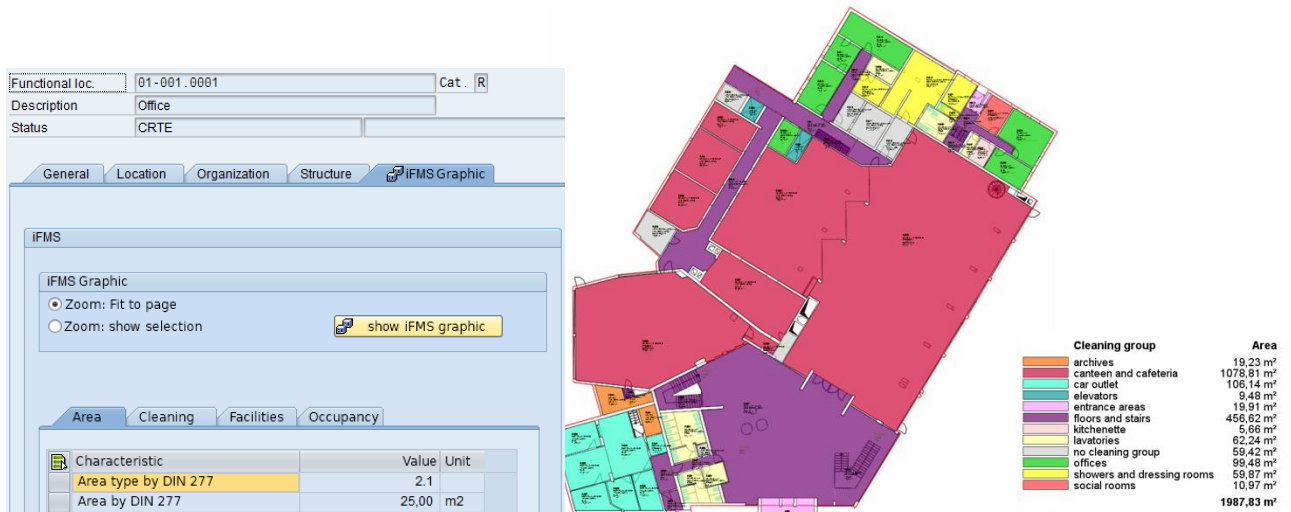 Functional loc. 01-001.0001 Cat. R
Description Office
Status CRTE
General Location Organization Structure iFMS Graphic
iFMS
iFMS Graphic
Zoom: Fit to page
Zoom: show selection
show iFMS graphic
Area Cleaning Facilities Occupancy
Characteristic Value Unit
Area type by DIN 277 2.1
Area by DIN 277 25,00 m2
Cleaning group Area
archives 19,23 m²
canteen and cafeteria 1078,81 m²
car outlet 106,14 m²
elevators 9,48 m²
entrance areas 19,91 m²
floors and stairs 456,62 m²
kitchenette 5,66 m²
lavatories 62,24 m²
no cleaning group 59,42 m²
offices 99,48 m²
showers and dressing rooms 59,87 m²
social rooms 10,97 m²
1987,83 m²